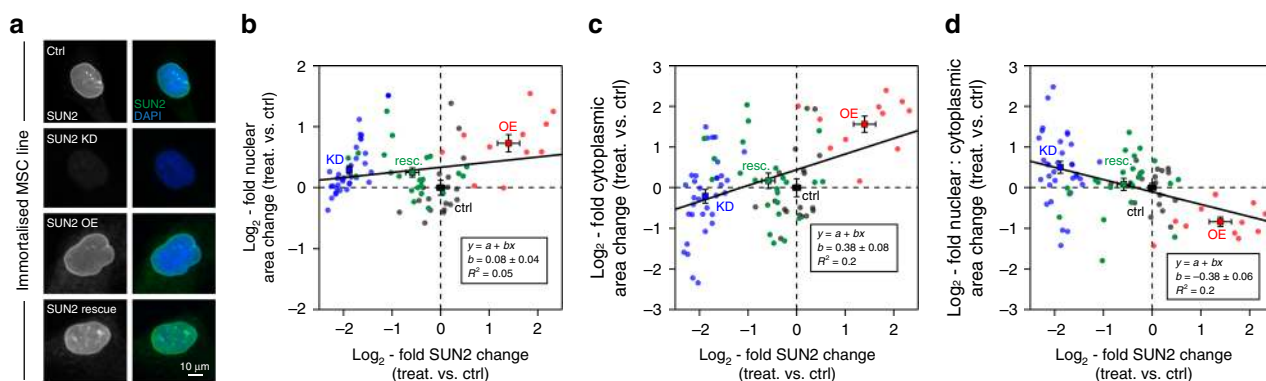 a
Immortalised MSC line
Ctrl
SUN2
SUN2
DAPI
SUN2 KD
SUN2 OE
SUN2 rescue
10 μm
b
Log2 - fold nuclear
area change (treat. vs. ctrl)
2
1
0
−1
−2
KD
resc.
OE
ctrl
y = a + bx
b = 0.08 ± 0.04
R2 = 0.05
−2 −1 0 1 2
Log2 - fold SUN2 change
(treat. vs. ctrl)
c
Log2 - fold cytoplasmic
area change (treat. vs. ctrl)
3
2
1
0
−1
−2
−3
OE
resc.
KD
ctrl
y = a + bx
b = 0.38 ± 0.08
R2 = 0.2
−2 −1 0 1 2
Log2 - fold SUN2 change
(treat. vs. ctrl)
d
Log2 - fold nuclear : cytoplasmic
area change (treat. vs. ctrl)
3
2
1
0
−1
−2
−3
KD
resc.
ctrl
OE
y = a + bx
b = −0.38 ± 0.06
R2 = 0.2
−2 −1 0 1 2
Log2 - fold SUN2 change
(treat. vs. ctrl)